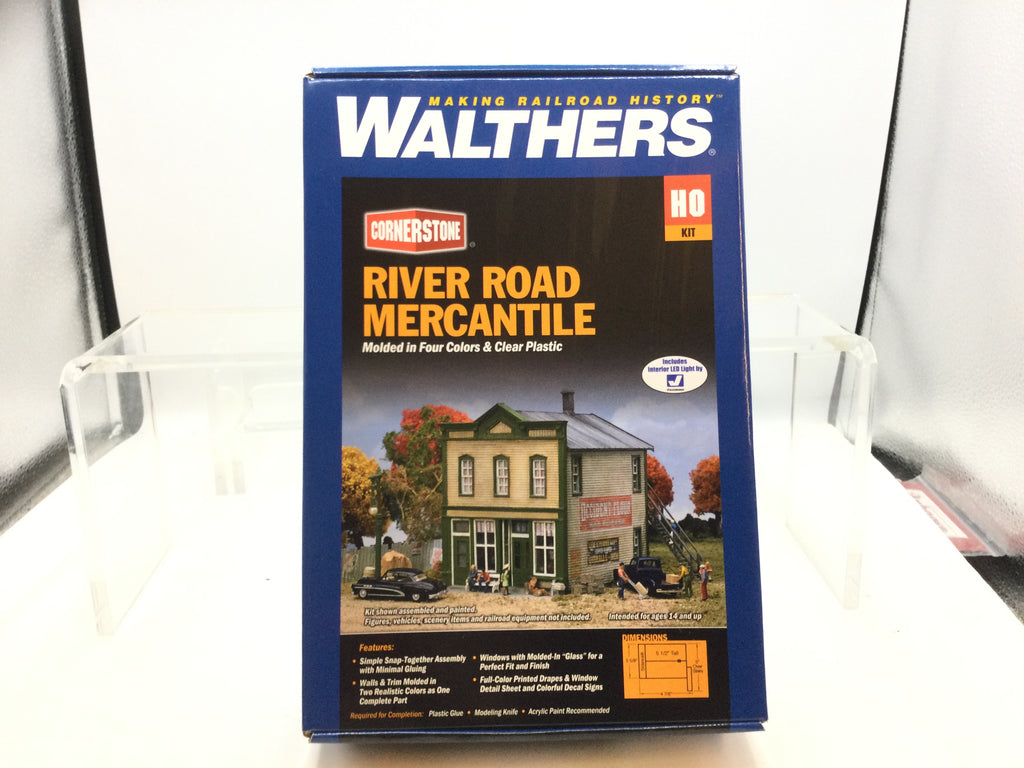 MAKING RAILROAD HISTORY™
WALTHERS®
HO
KIT
CORNERSTONE®
RIVER ROAD
MERCANTILE
Molded in Four Colors & Clear Plastic
Includes
Interior LED Light by
Kit shown assembled and painted.
Figures, vehicles, scenery items and railroad equipment not included.
Intended for ages 14 and up
Features:
• Simple Snap-Together Assembly
with Minimal Gluing
• Walls & Trim Molded in
Two Realistic Colors as One
Complete Part
• Windows with Molded-In "Glass" for a
Perfect Fit and Finish
• Full-Color Printed Drapes & Window
Detail Sheet and Colorful Decal Signs
DIMENSIONS
5 1/2" Tall
Required for Completion: Plastic Glue • Modeling Knife • Acrylic Paint Recommended